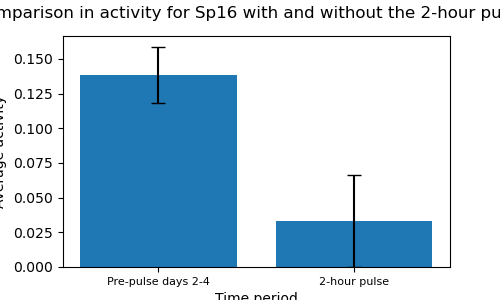 mparison in activity for Sp16 with and without the 2-hour pu
Average activity
0.150
0.125
0.100
0.075
0.050
0.025
0.000
Pre-pulse days 2-4
2-hour pulse
Time period